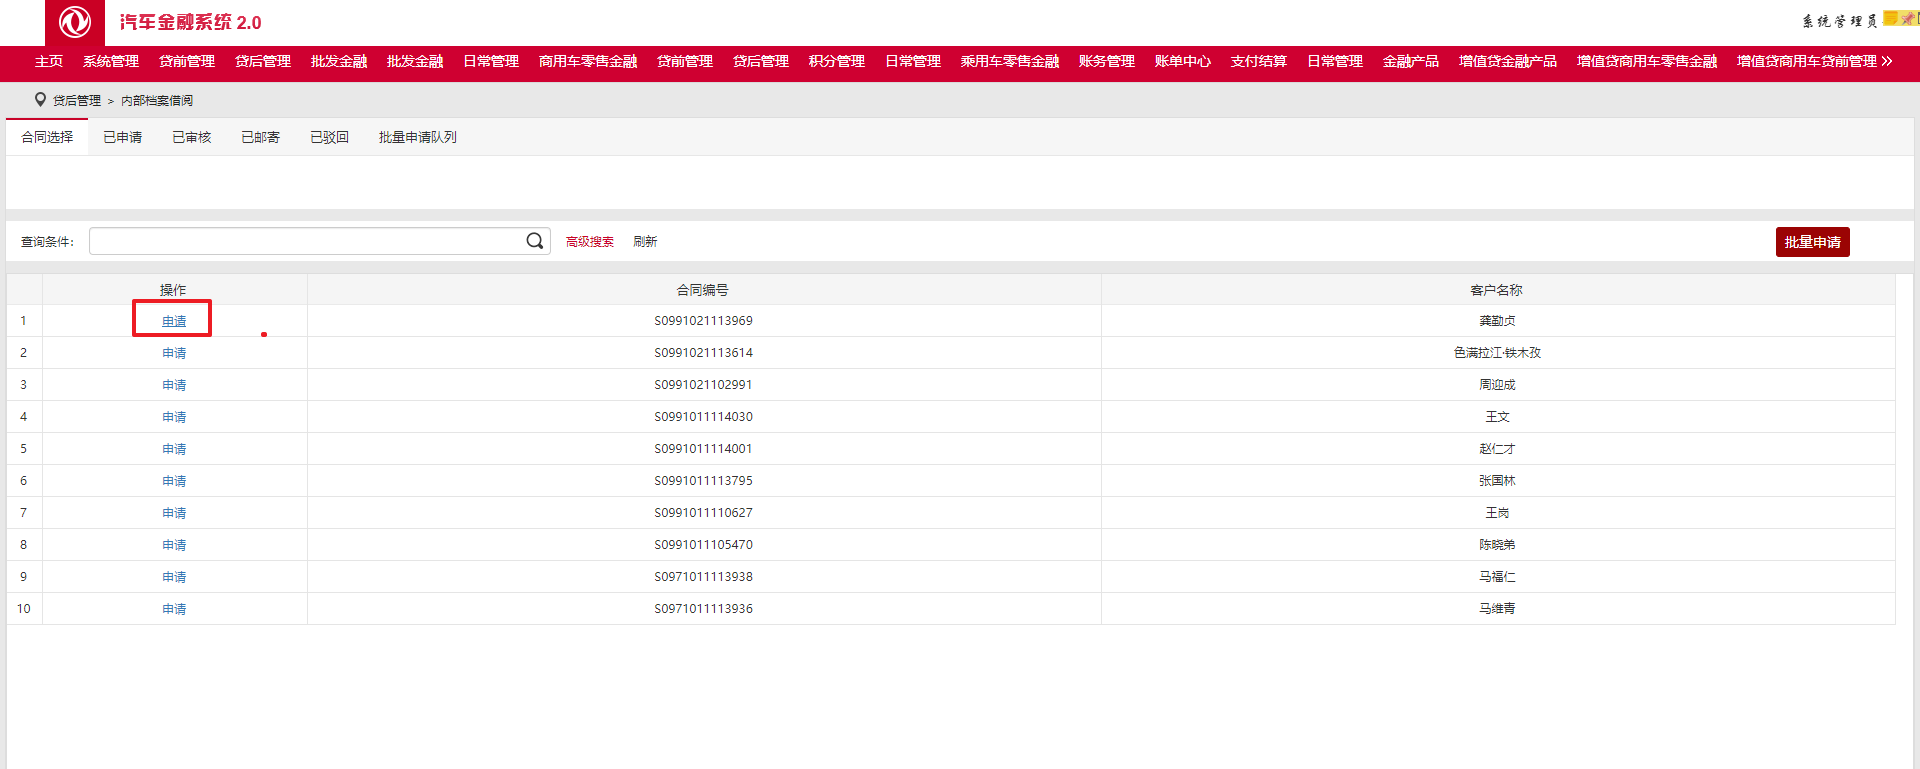 汽车金融系统 2.0
系统管理员
主页 系统管理 贷前管理 贷后管理 批发金融 批发金融 日常管理 商用车零售金融 贷前管理 贷后管理 积分管理 日常管理 乘用车零售金融 账务管理 账单中心 支付结算 日常管理 金融产品 增值贷金融产品 增值贷商用车零售金融 增值贷商用车贷前管理 »
贷后管理 > 内部档案借阅
合同选择 已申请 已审核 已邮寄 已驳回 批量申请队列
查询条件: 高级搜索 刷新 批量申请
操作 合同编号 客户名称
1 申请 S0991021113969 龚勤贞
2 申请 S0991021113614 色满拉江·铁木孜
3 申请 S0991021102991 周迎成
4 申请 S0991011114030 王文
5 申请 S0991011114001 赵仁才
6 申请 S0991011113795 张国林
7 申请 S0991011110627 王岗
8 申请 S0991011105470 陈晓弟
9 申请 S0971011113938 马福仁
10 申请 S0971011113936 马维青